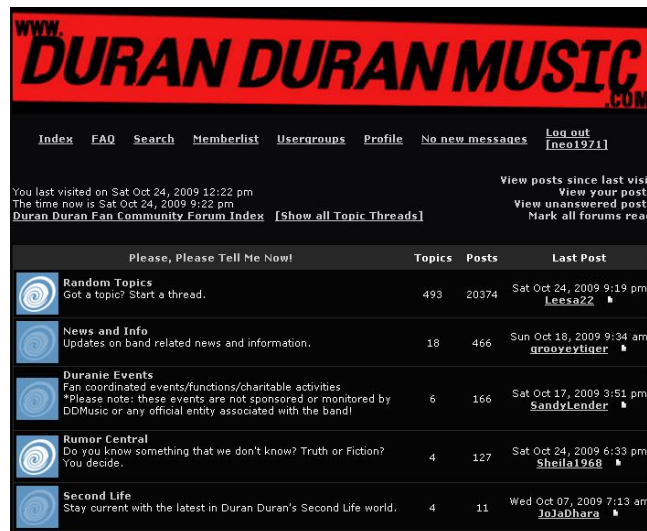 WWW.
DURAN DURAN MUSIC
.COM
Index FAQ Search Memberlist Usergroups Profile No new messages Log out
[neo1971]
View posts since last visi
You last visited on Sat Oct 24, 2009 12:22 pm View your post
The time now is Sat Oct 24, 2009 9:22 pm View unanswered post
Duran Duran Fan Community Forum Index [Show all Topic Threads] Mark all forums rea
Please, Please Tell Me Now! Topics Posts Last Post
Random Topics
Got a topic? Start a thread. 493 20374 Sat Oct 24, 2009 9:19 pm
Leesa22
News and Info
Updates on band related news and information. 18 466 Sun Oct 18, 2009 9:34 am
grooveytiger
Duranie Events
Fan coordinated events/functions/charitable activities
*Please note: these events are not sponsored or monitored by 6 166 Sat Oct 17, 2009 3:51 pm
DDMusic or any official entity associated with the band! SandyLender
Rumor Central
Do you know something that we don't know? Truth or Fiction? 4 127 Sat Oct 24, 2009 6:33 pm
You decide. Sheila1968
Second Life
Stay current with the latest in Duran Duran's Second Life world. 4 11 Wed Oct 07, 2009 7:13 am
JoJaDhara